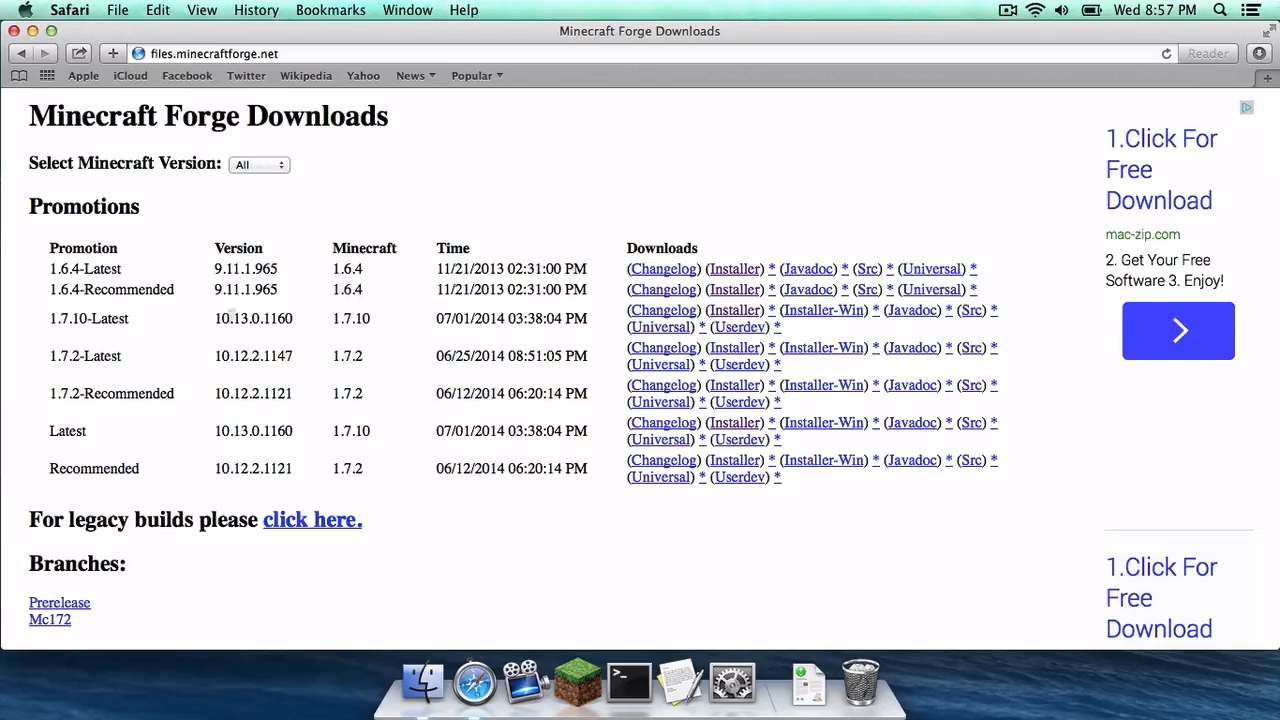 Safari File Edit View History Bookmarks Window Help Wed 8:57 PM
Minecraft Forge Downloads
files.minecraftforge.net Reader
Apple iCloud Facebook Twitter Wikipedia Yahoo News Popular
Minecraft Forge Downloads
Select Minecraft Version: All
Promotions
Promotion Version Minecraft Time Downloads
1.6.4-Latest 9.11.1.965 1.6.4 11/21/2013 02:31:00 PM (Changelog) (Installer) * (Javadoc) * (Src) * (Universal) *
1.6.4-Recommended 9.11.1.965 1.6.4 11/21/2013 02:31:00 PM (Changelog) (Installer) * (Javadoc) * (Src) * (Universal) *
1.7.10-Latest 10.13.0.1160 1.7.10 07/01/2014 03:38:04 PM (Changelog) (Installer) * (Installer-Win) * (Javadoc) * (Src) *
(Universal) * (Userdev) *
1.7.2-Latest 10.12.2.1147 1.7.2 06/25/2014 08:51:05 PM (Changelog) (Installer) * (Installer-Win) * (Javadoc) * (Src) *
(Universal) * (Userdev) *
1.7.2-Recommended 10.12.2.1121 1.7.2 06/12/2014 06:20:14 PM (Changelog) (Installer) * (Installer-Win) * (Javadoc) * (Src) *
(Universal) * (Userdev) *
Latest 10.13.0.1160 1.7.10 07/01/2014 03:38:04 PM (Changelog) (Installer) * (Installer-Win) * (Javadoc) * (Src) *
(Universal) * (Userdev) *
Recommended 10.12.2.1121 1.7.2 06/12/2014 06:20:14 PM (Changelog) (Installer) * (Installer-Win) * (Javadoc) * (Src) *
(Universal) * (Userdev) *
For legacy builds please click here.
Branches:
Prerelease
Mc172
1.Click For
Free
Download
mac-zip.com
2. Get Your Free
Software 3. Enjoy!
1.Click For
Free
Download